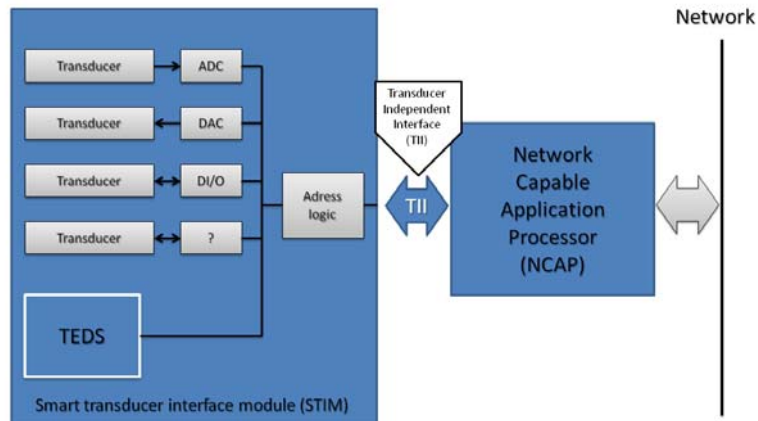 Network
Transducer
ADC
Transducer
DAC
Transducer
DI/O
Transducer
?
TEDS
Adress
logic
Smart transducer interface module (STIM)
Transducer
Independent
Interface
(TII)
TII
Network
Capable
Application
Processor
(NCAP)